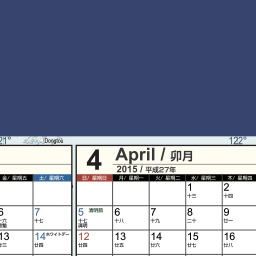 21°
122°
4 April / 卯月
2015 / 平成27年
金/ 星期五 土/ 星期六
日/ 星期日 月/ 星期一 火/ 星期二 水/ 星期三 木/ 星期四
1 2
十三 十四
6 7
十六 十七
5 清明節 6 7 8 9
十七 十八 十九 二十 廿一
清明
13 14 ホワイトデー
廿四
12 13 14 15 16
廿四 廿五 廿六 廿七 廿八